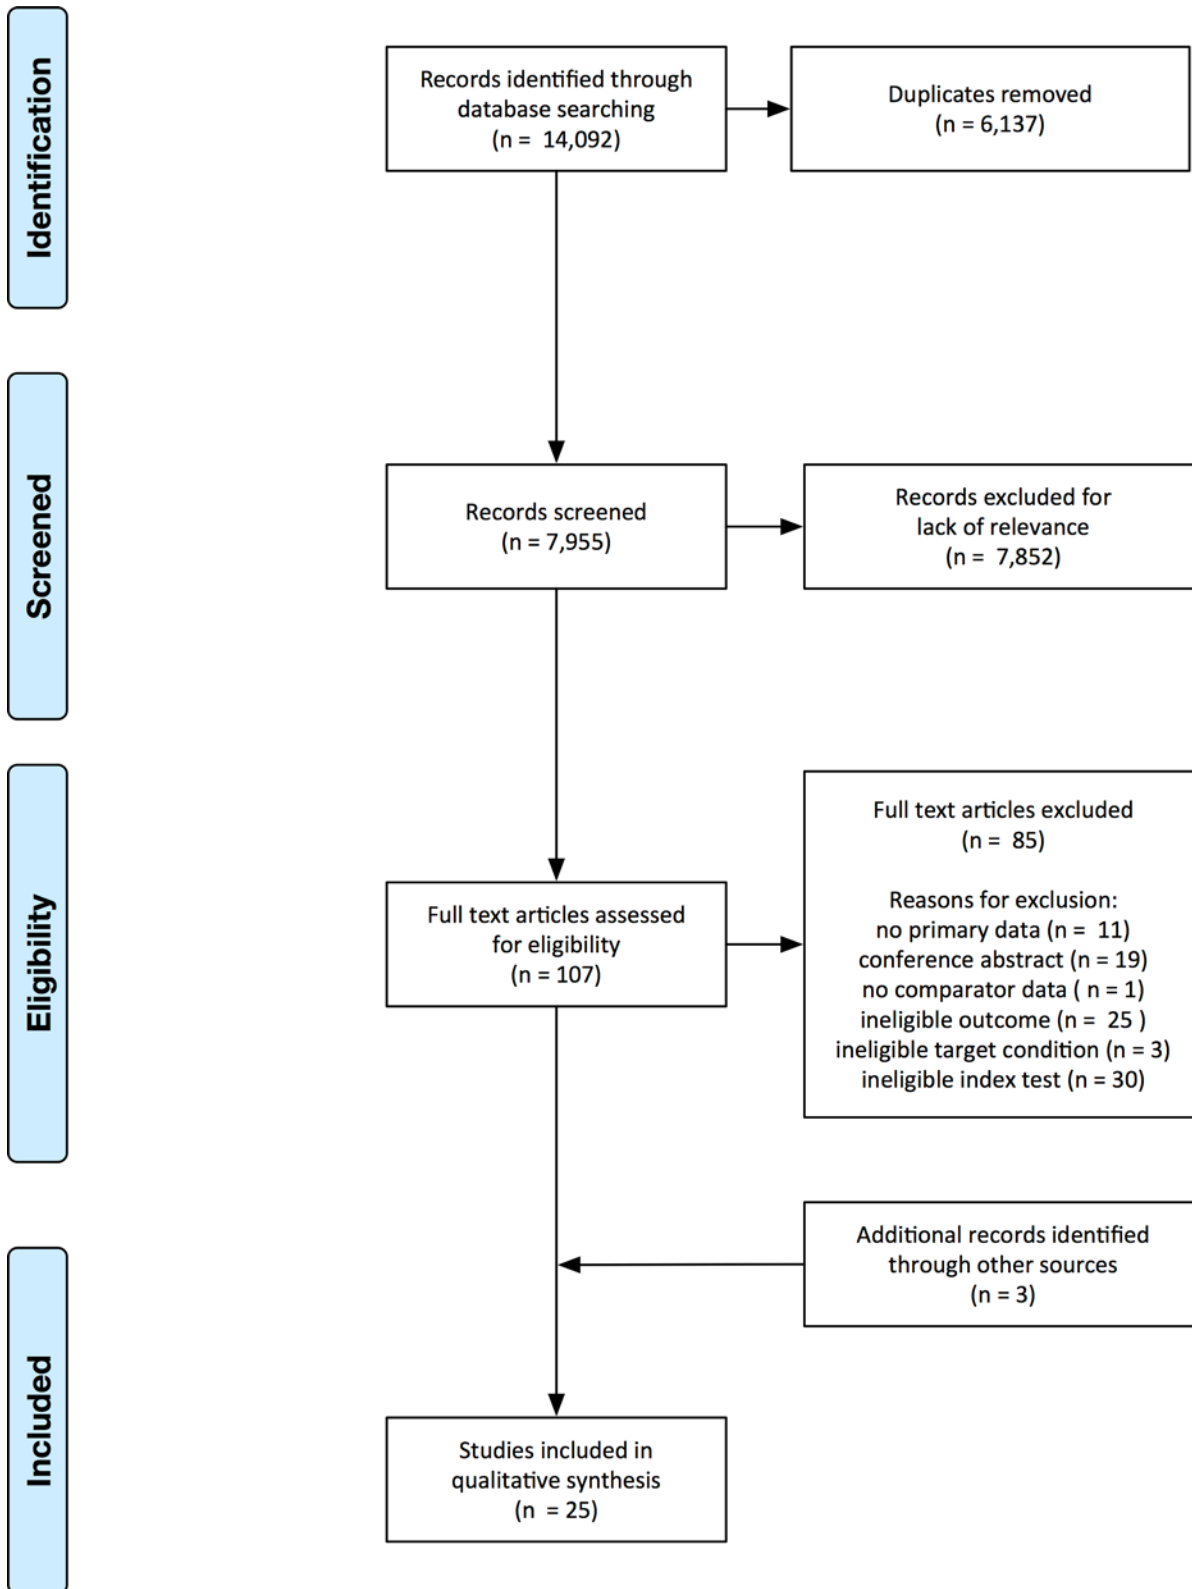 Identification
Records identified through
database searching
(n = 14,092)
Duplicates removed
(n = 6,137)
Screened
Records screened
(n = 7,955)
Records excluded for
lack of relevance
(n = 7,852)
Eligibility
Full text articles assessed
for eligibility
(n = 107)
Full text articles excluded
(n = 85)
Reasons for exclusion:
no primary data (n = 11)
conference abstract (n = 19)
no comparator data ( n = 1)
ineligible outcome (n = 25 )
ineligible target condition (n = 3)
ineligible index test (n = 30)
Additional records identified
through other sources
(n = 3)
Included
Studies included in
qualitative synthesis
(n = 25)